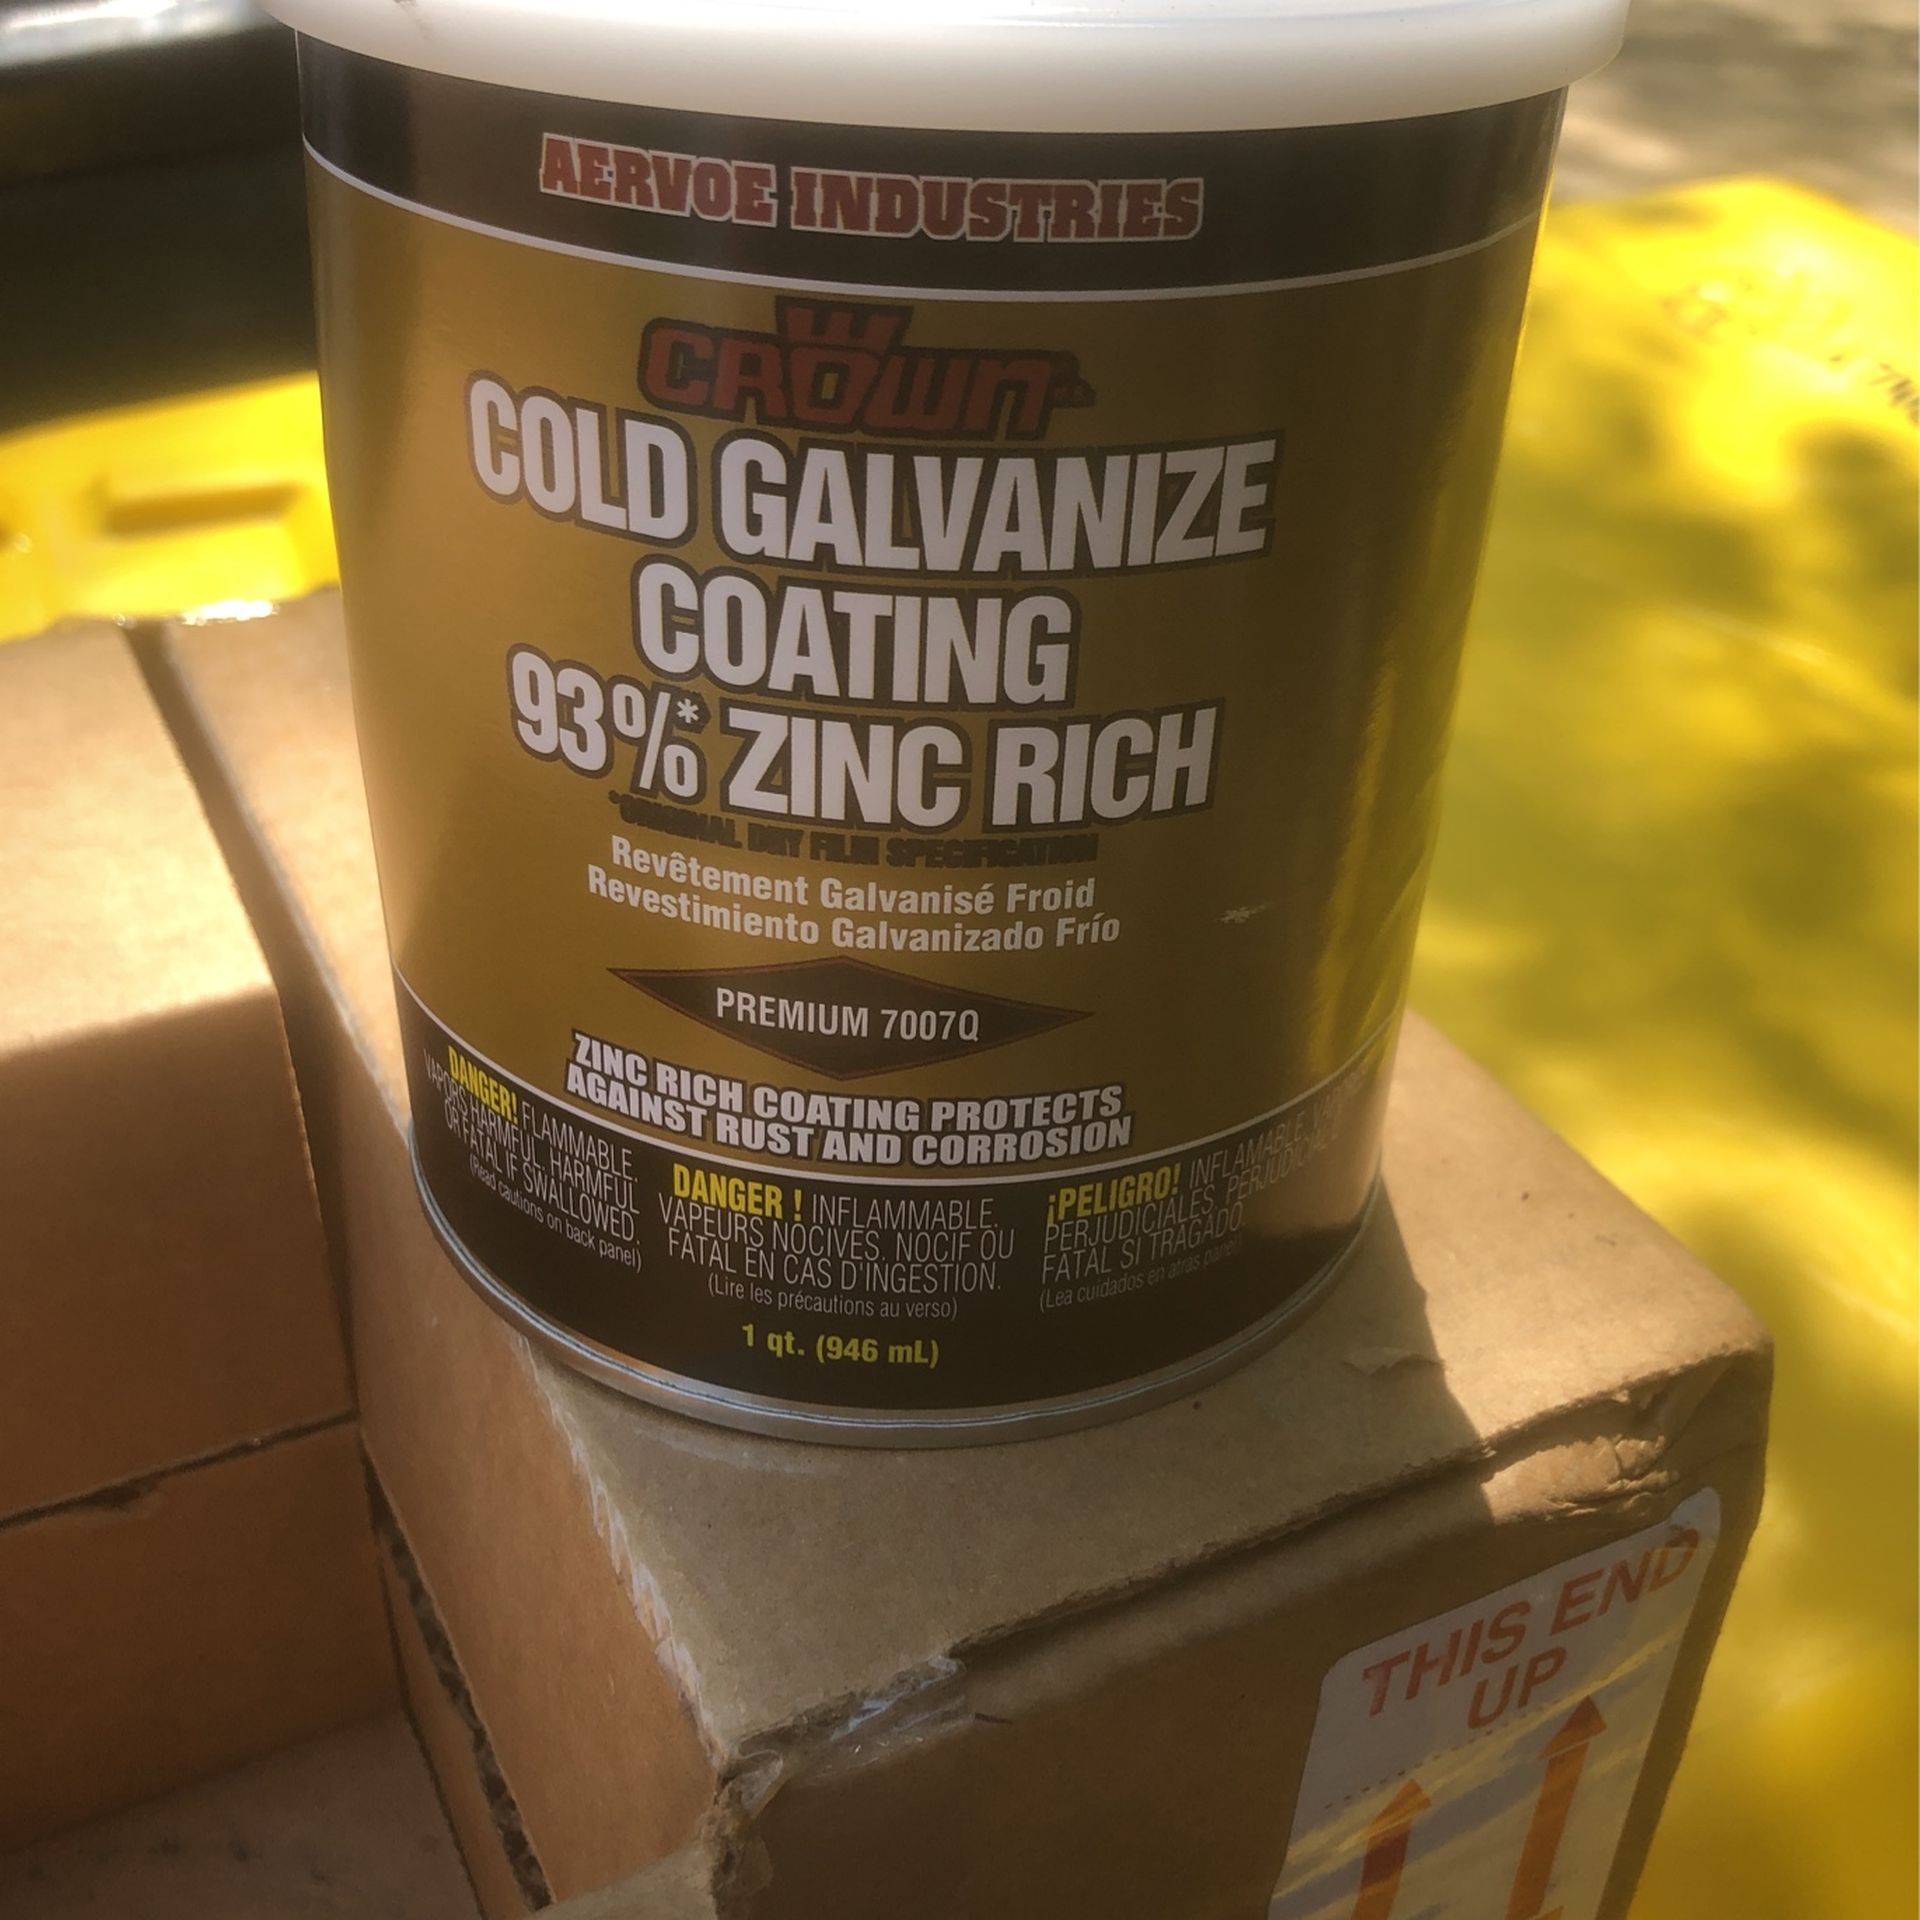 AERVOE INDUSTRIES
CROWN
COLD GALVANIZE
COATING
93%* ZINC RICH
*ORIGINAL DRY FILM SPECIFICATION
Revêtement Galvanisé Froid
Revestimiento Galvanizado Frío
PREMIUM 7007Q
ZINC RICH COATING PROTECTS
AGAINST RUST AND CORROSION
DANGER! FLAMMABLE.
VAPORS HARMFUL. HARMFUL
OR FATAL IF SWALLOWED.
(Read cautions on back panel)
DANGER ! INFLAMMABLE.
VAPEURS NOCIVES. NOCIF OU
FATAL EN CAS D'INGESTION.
(Lire les précautions au verso)
¡PELIGRO! INFLAMABLE.
PERJUDICIALES. PERJUDICIAL
FATAL SI TRAGADO.
(Lea cuidados en atras panel)
1 qt. (946 mL)
THIS END
UP